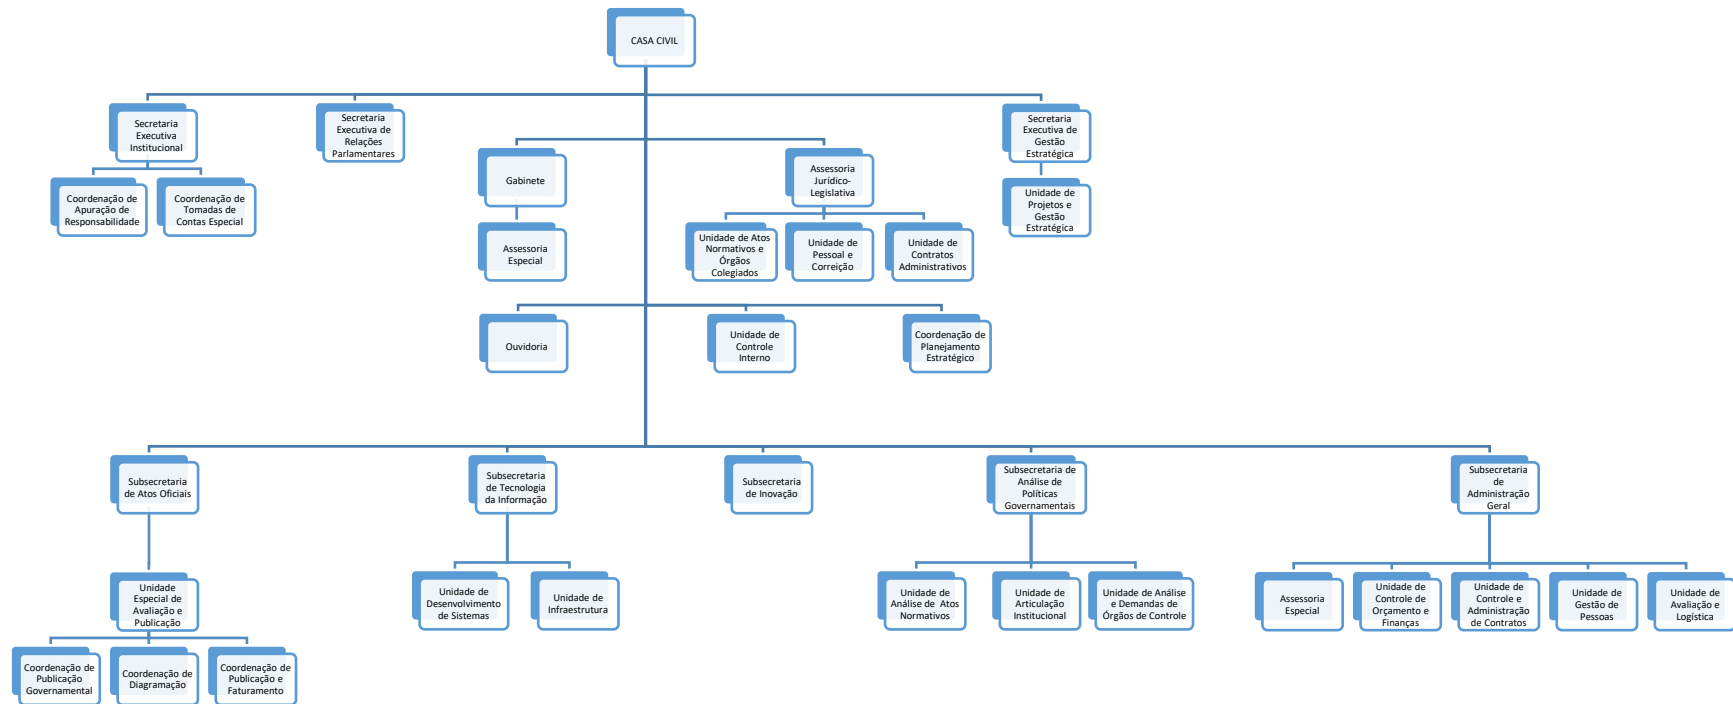 CASA CIVIL
Secretaria
Executiva
Institucional
Secretaria
Executiva de
Relações
Parlamentares
Secretaria
Executiva de
Gestão
Estratégica
Coordenação de
Apuração de
Responsabilidade
Coordenação de
Tomadas de
Contas Especial
Gabinete
Assessoria
Jurídico-
Legislativa
Unidade de
Projetos e
Gestão
Estratégica
Assessoria
Especial
Unidade de Atos
Normativos e
Órgãos
Colegiados
Unidade de
Pessoal e
Correição
Unidade de
Contratos
Administrativos
Ouvidoria
Unidade de
Controle
Interno
Coordenação de
Planejamento
Estratégico
Subsecretaria
de Atos Oficiais
Subsecretaria
de Tecnologia
da Informação
Subsecretaria
de Inovação
Subsecretaria de
Análise de
Políticas
Governamentais
Subsecretaria
de
Administração
Geral
Unidade
Especial de
Avaliação e
Publicação
Unidade de
Desenvolvimento
de Sistemas
Unidade de
Infraestrutura
Unidade de
Análise de  Atos
Normativos
Unidade de
Articulação
Institucional
Unidade de Análise
e Demandas de
Órgãos de Controle
Assessoria
Especial
Unidade de
Controle de
Orçamento e
Finanças
Unidade de
Controle e
Administração
de Contratos
Unidade de
Gestão de
Pessoas
Unidade de
Avaliação e
Logística
Coordenação de
Publicação
Governamental
Coordenação de
Diagramação
Coordenação de
Publicação e
Faturamento